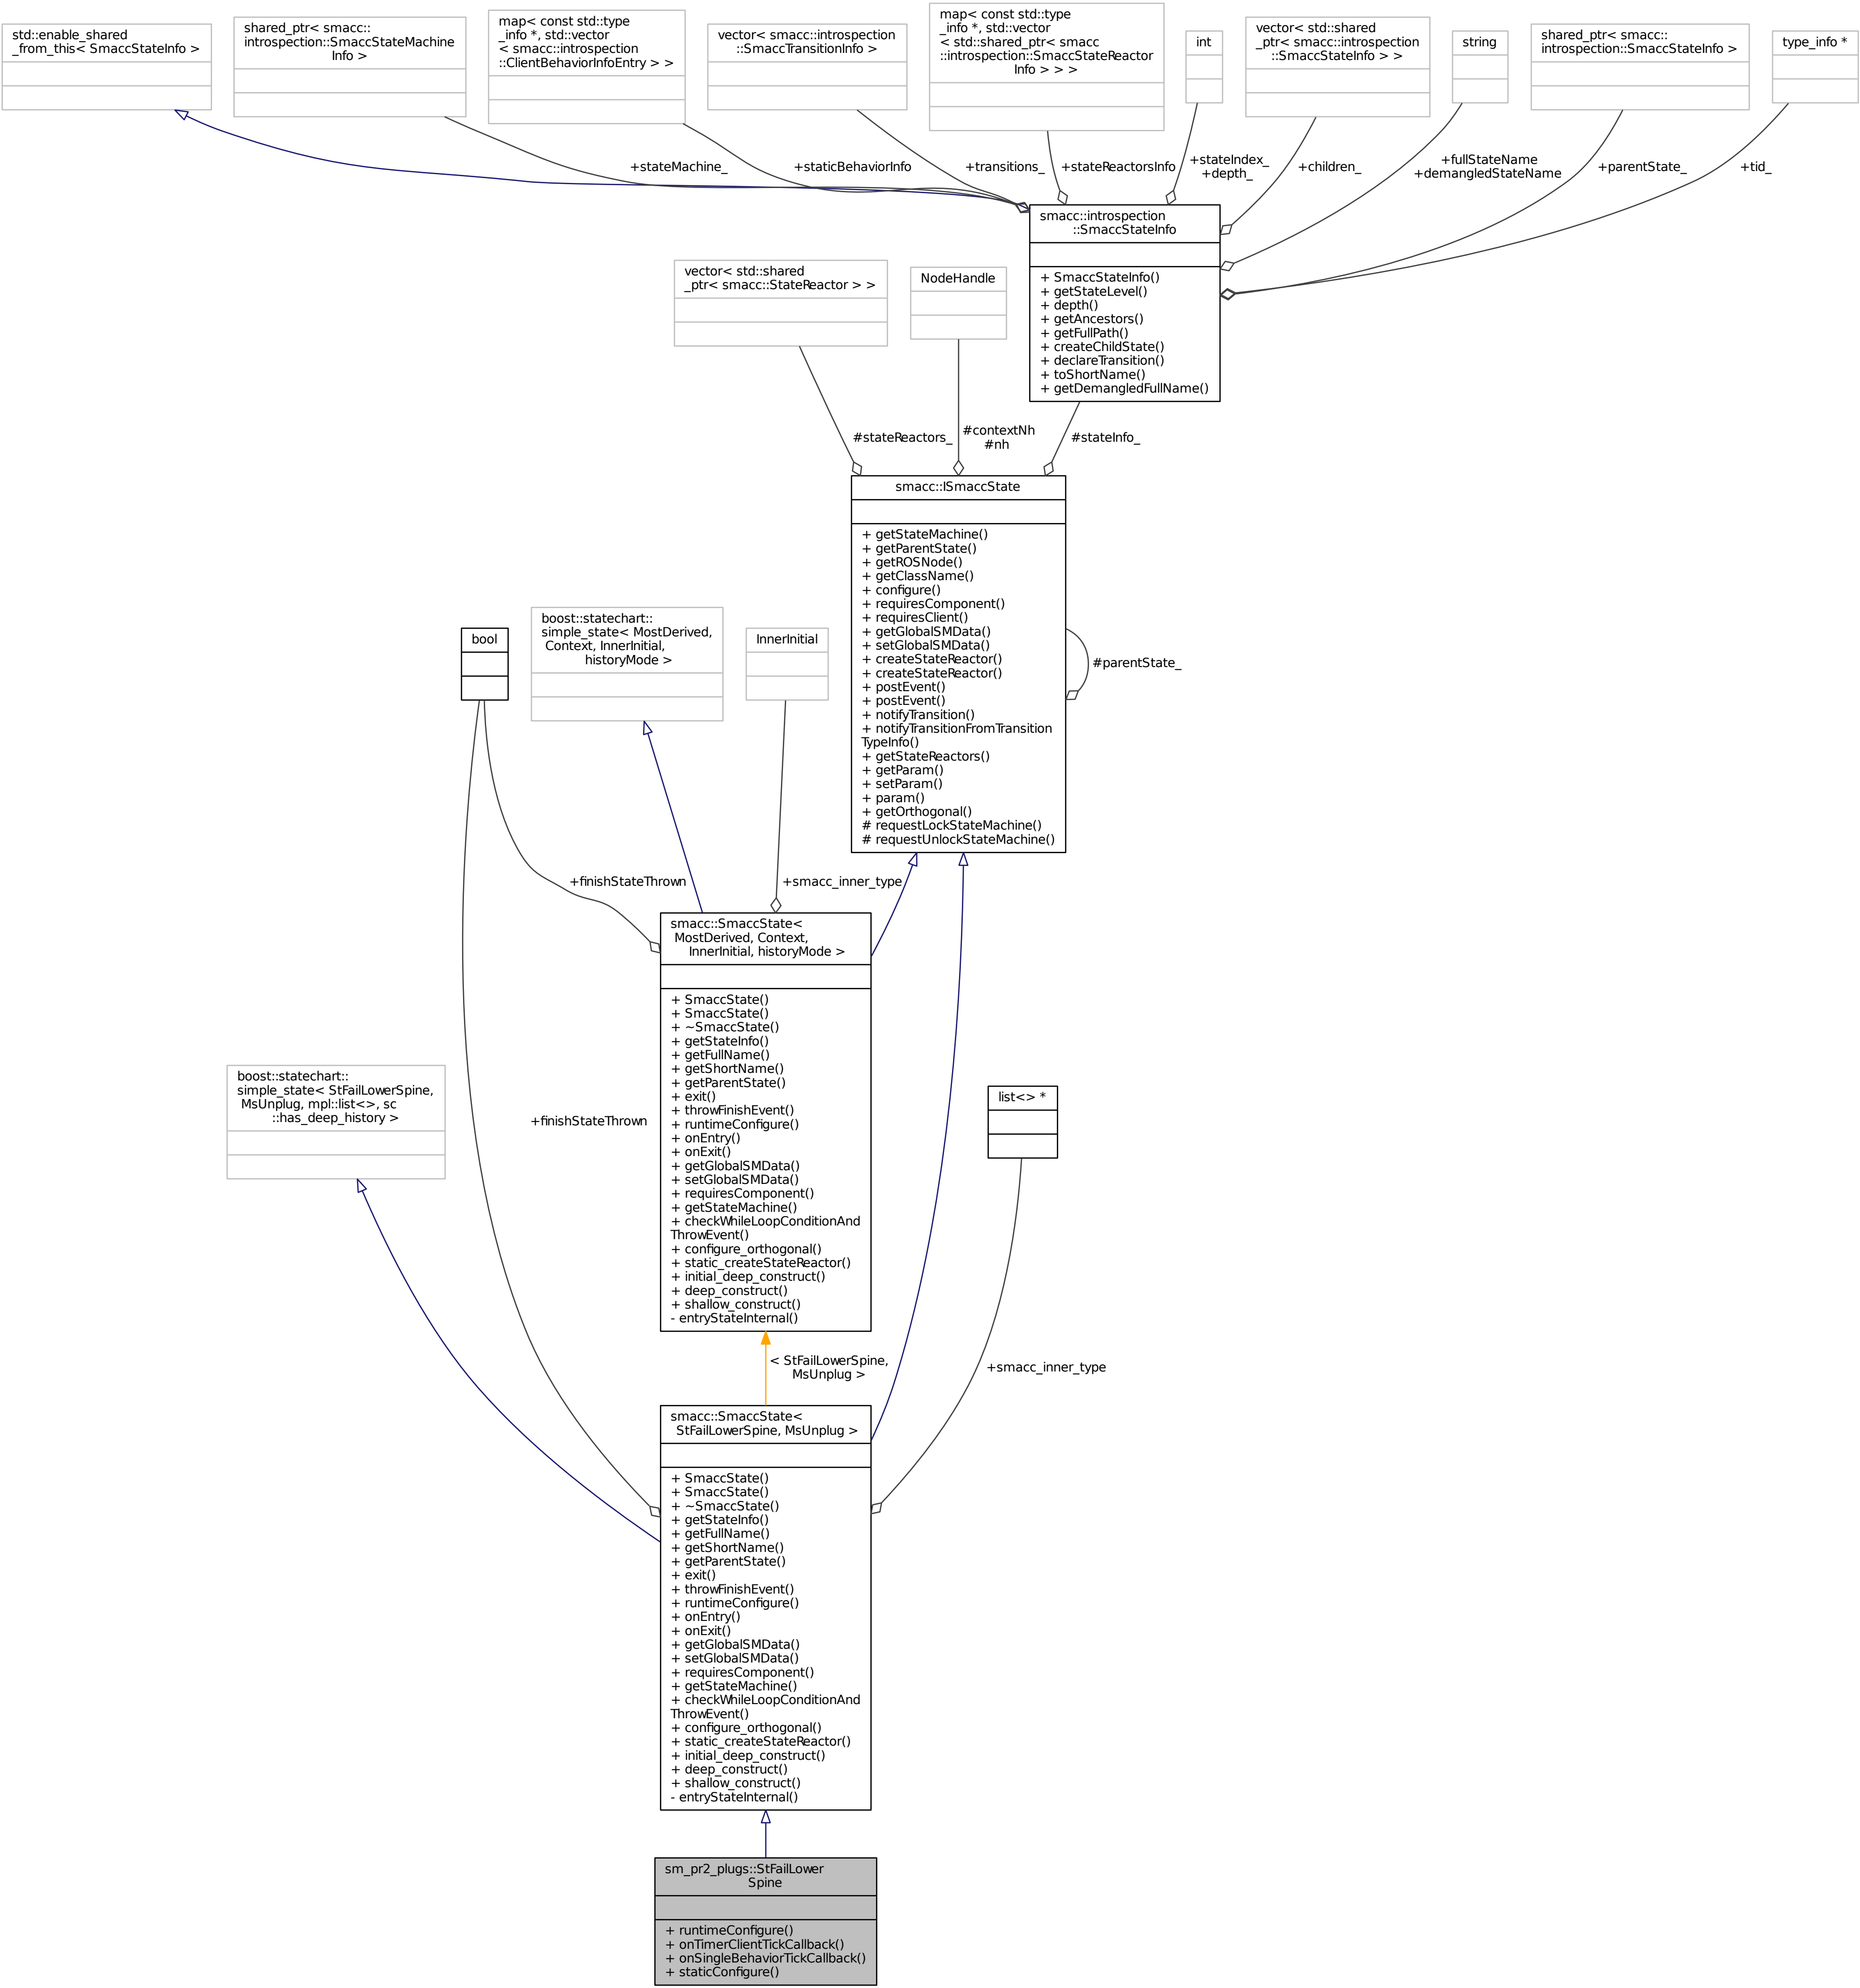 std::enable_shared
_from_this< SmaccStateInfo >
shared_ptr< smacc::
introspection::SmaccStateMachine
Info >
map< const std::type
_info *, std::vector
< smacc::introspection
::ClientBehaviorInfoEntry > >
vector< smacc::introspection
::SmaccTransitionInfo >
map< const std::type
_info *, std::vector
< std::shared_ptr< smacc
::introspection::SmaccStateReactor
Info > > >
int
vector< std::shared
_ptr< smacc::introspection
::SmaccStateInfo > >
string
shared_ptr< smacc::
introspection::SmaccStateInfo >
type_info *
+stateMachine_
+staticBehaviorInfo
+transitions_
+stateReactorsInfo
+stateIndex_
+depth_
+children_
+fullStateName
+demangledStateName
+parentState_
+tid_
smacc::introspection
::SmaccStateInfo
+ SmaccStateInfo()
+ getStateLevel()
+ depth()
+ getAncestors()
+ getFullPath()
+ createChildState()
+ declareTransition()
+ toShortName()
+ getDemangledFullName()
vector< std::shared
_ptr< smacc::StateReactor > >
NodeHandle
#stateReactors_
#contextNh
#nh
#stateInfo_
smacc::ISmaccState
+ getStateMachine()
+ getParentState()
+ getROSNode()
+ getClassName()
+ configure()
+ requiresComponent()
+ requiresClient()
+ getGlobalSMData()
+ setGlobalSMData()
+ createStateReactor()
+ createStateReactor()
+ postEvent()
+ postEvent()
+ notifyTransition()
+ notifyTransitionFromTransition
TypeInfo()
+ getStateReactors()
+ getParam()
+ setParam()
+ param()
+ getOrthogonal()
# requestLockStateMachine()
# requestUnlockStateMachine()
#parentState_
bool
boost::statechart::
simple_state< MostDerived,
Context, InnerInitial,
historyMode >
InnerInitial
+finishStateThrown
+smacc_inner_type
smacc::SmaccState<
MostDerived, Context,
InnerInitial, historyMode >
+ SmaccState()
+ SmaccState()
+ ~SmaccState()
+ getStateInfo()
+ getFullName()
+ getShortName()
+ getParentState()
+ exit()
+ throwFinishEvent()
+ runtimeConfigure()
+ onEntry()
+ onExit()
+ getGlobalSMData()
+ setGlobalSMData()
+ requiresComponent()
+ getStateMachine()
+ checkWhileLoopConditionAnd
ThrowEvent()
+ configure_orthogonal()
+ static_createStateReactor()
+ initial_deep_construct()
+ deep_construct()
+ shallow_construct()
- entryStateInternal()
boost::statechart::
simple_state< StFailLowerSpine,
MsUnplug, mpl::list<>, sc
::has_deep_history >
+finishStateThrown
list<> *
< StFailLowerSpine,
MsUnplug >
+smacc_inner_type
smacc::SmaccState<
StFailLowerSpine, MsUnplug >
+ SmaccState()
+ SmaccState()
+ ~SmaccState()
+ getStateInfo()
+ getFullName()
+ getShortName()
+ getParentState()
+ exit()
+ throwFinishEvent()
+ runtimeConfigure()
+ onEntry()
+ onExit()
+ getGlobalSMData()
+ setGlobalSMData()
+ requiresComponent()
+ getStateMachine()
+ checkWhileLoopConditionAnd
ThrowEvent()
+ configure_orthogonal()
+ static_createStateReactor()
+ initial_deep_construct()
+ deep_construct()
+ shallow_construct()
- entryStateInternal()
sm_pr2_plugs::StFailLower
Spine
+ runtimeConfigure()
+ onTimerClientTickCallback()
+ onSingleBehaviorTickCallback()
+ staticConfigure()